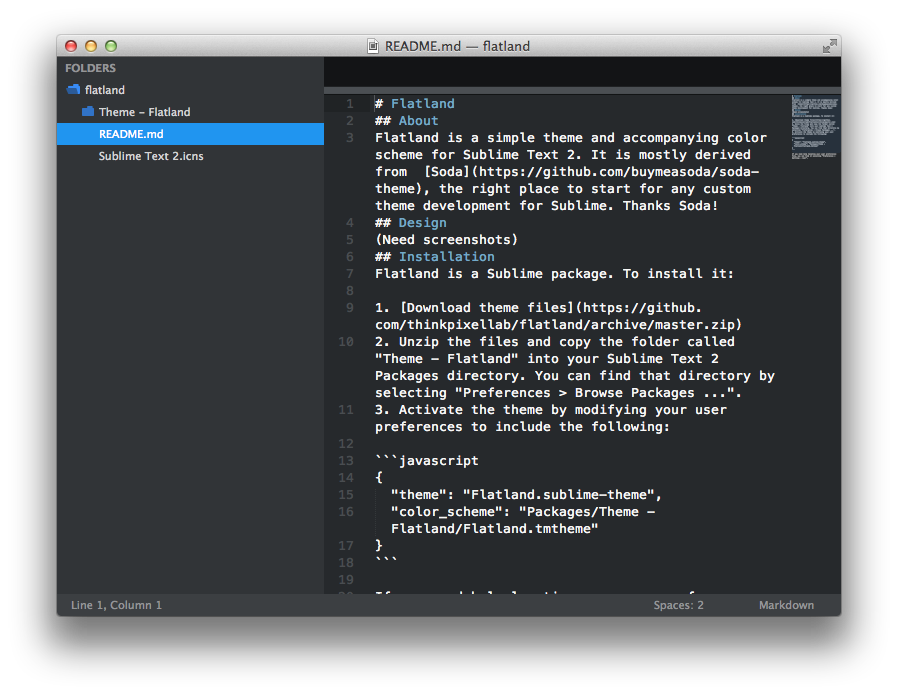 README.md — flatland
FOLDERS
flatland
Theme - Flatland
README.md
Sublime Text 2.icns
1 # Flatland
2 ## About
3 Flatland is a simple theme and accompanying color
scheme for Sublime Text 2. It is mostly derived
from  [Soda](https://github.com/buymeasoda/soda-
theme), the right place to start for any custom
theme development for Sublime. Thanks Soda!
4 ## Design
5 (Need screenshots)
6 ## Installation
7 Flatland is a Sublime package. To install it:
8
9 1. [Download theme files](https://github.
com/thinkpixellab/flatland/archive/master.zip)
10 2. Unzip the files and copy the folder called
"Theme - Flatland" into your Sublime Text 2
Packages directory. You can find that directory by
selecting "Preferences > Browse Packages ...".
11 3. Activate the theme by modifying your user
preferences to include the following:
12
13 ```javascript
14 {
15   "theme": "Flatland.sublime-theme",
16   "color_scheme": "Packages/Theme -
Flatland/Flatland.tmtheme"
17 }
18 ```
19
Line 1, Column 1
Spaces: 2
Markdown